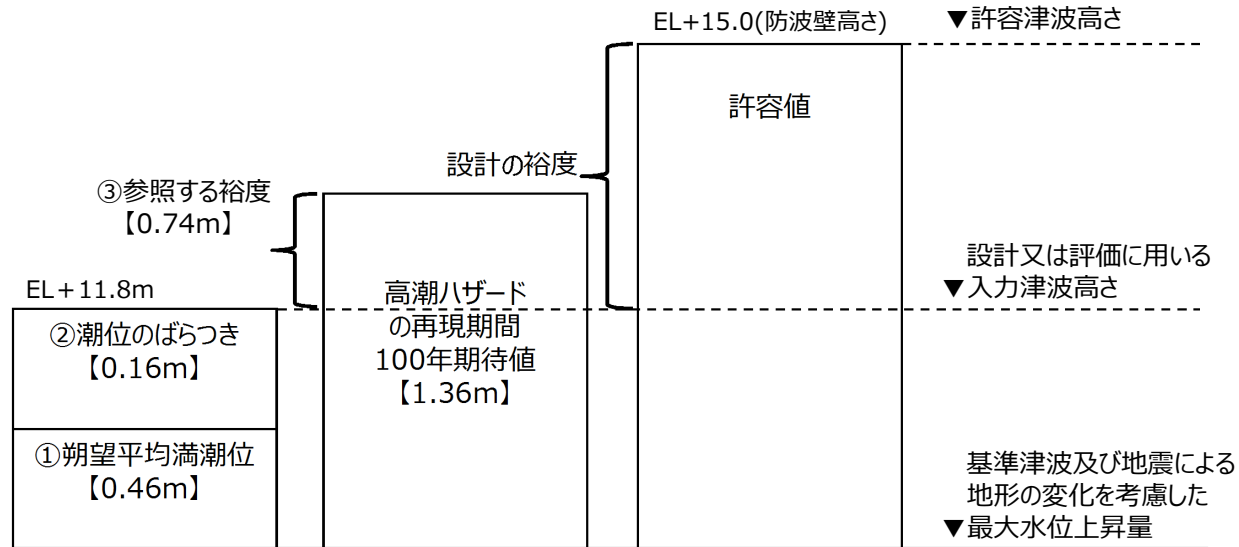 EL+15.0(防波壁高さ)
▼許容津波高さ
許容値
設計の裕度
③参照する裕度
【0.74m】
設計又は評価に用いる
▼入力津波高さ
EL+11.8m
高潮ハザード
の再現期間
100年期待値
【1.36m】
②潮位のばらつき
【0.16m】
①朔望平均満潮位
【0.46m】
基準津波及び地震による
地形の変化を考慮した
▼最大水位上昇量